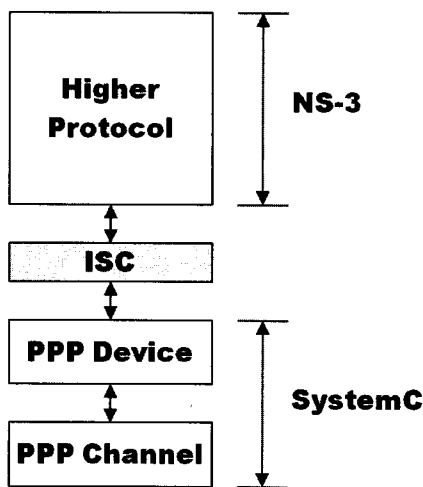 Higher
Protocol
NS-3
ISC
PPP Device
SystemC
PPP Channel